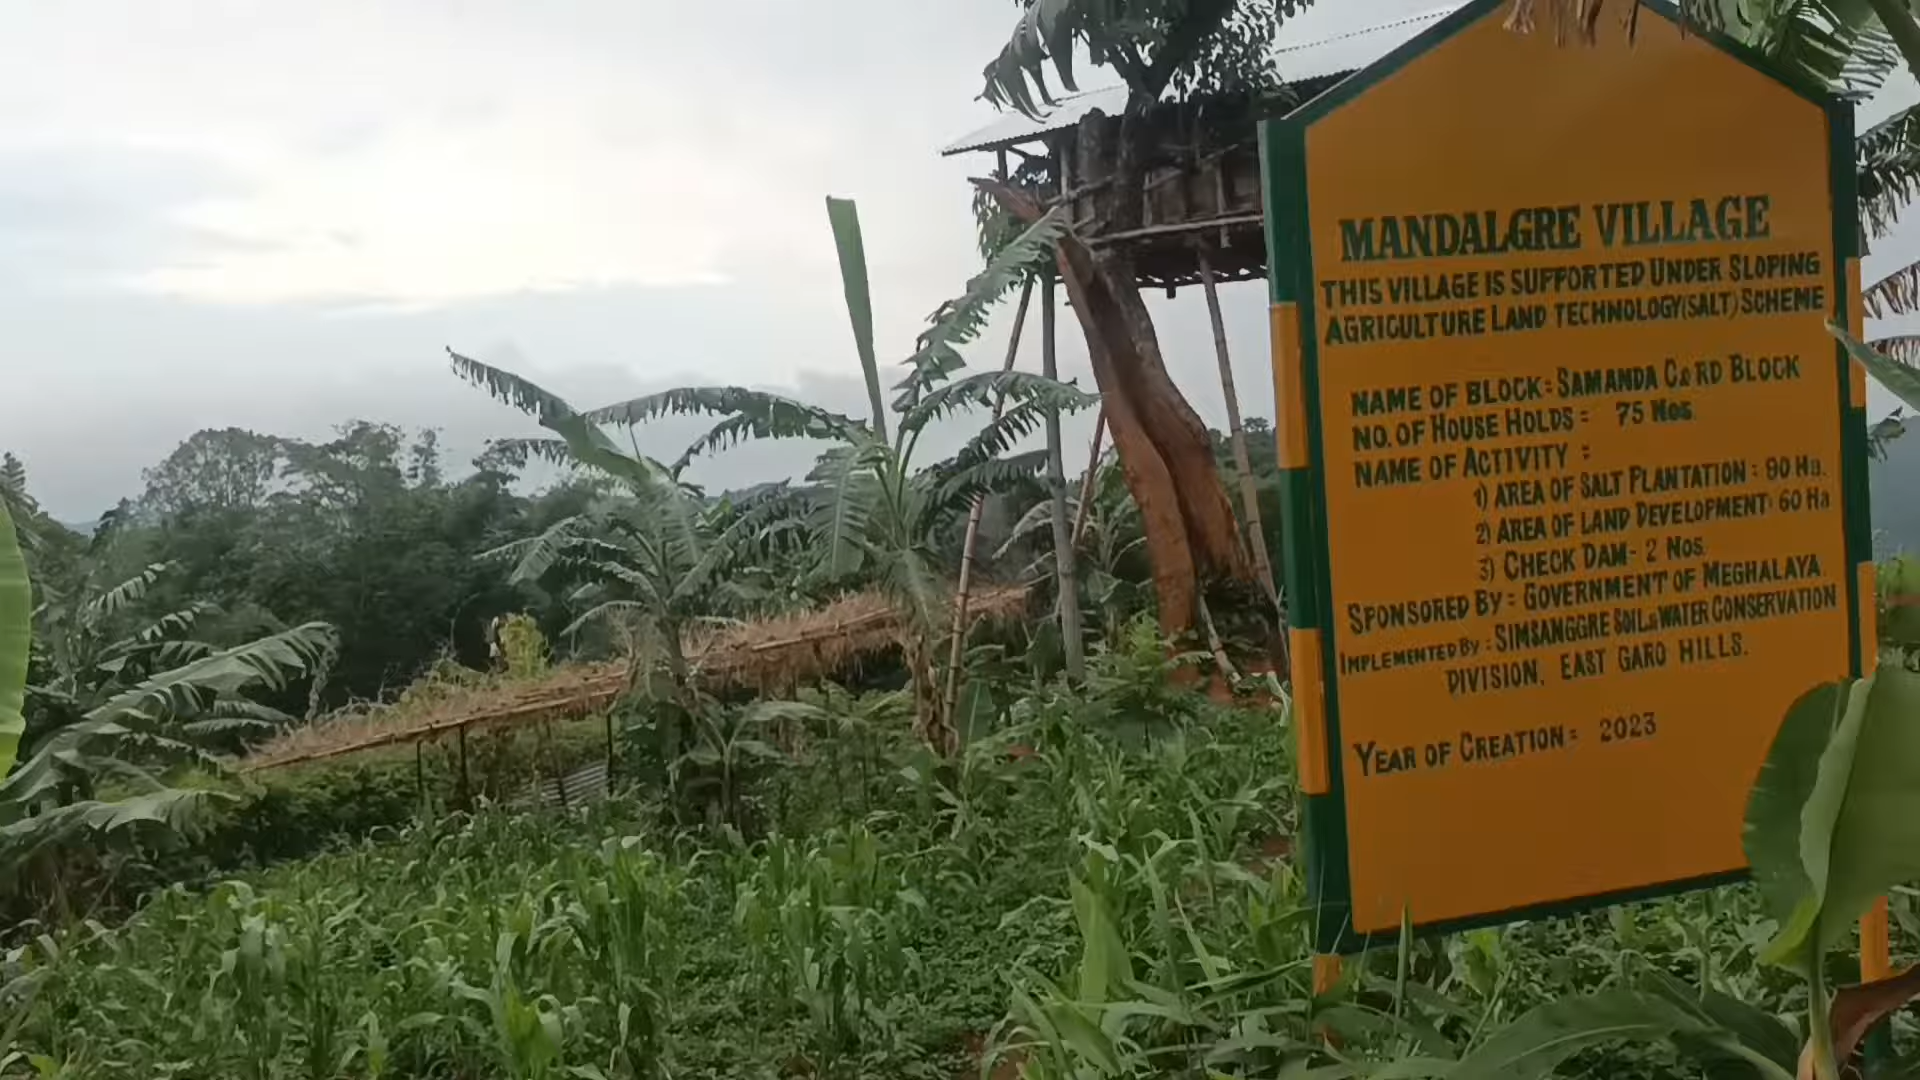 MANDALGRE VILLAGE
THIS VILLAGE IS SUPPORTED UNDER SLOPING
AGRICULTURE LAND TECHNOLOGY(SALT) SCHEME
NAME OF BLOCK: SAMANDA C&RD BLOCK
NO. OF HOUSE HOLDS : 75 Nos.
NAME OF ACTIVITY :
1) AREA OF SALT PLANTATION : 90 Ha.
2) AREA OF LAND DEVELOPMENT: 60 Ha
3) CHECK DAM- 2 Nos.
SPONSORED BY : GOVERNMENT OF MEGHALAYA.
IMPLEMENTED BY : SIMSANGGRE SOIL & WATER CONSERVATION
DIVISION, EAST GARO HILLS.
YEAR OF CREATION : 2023